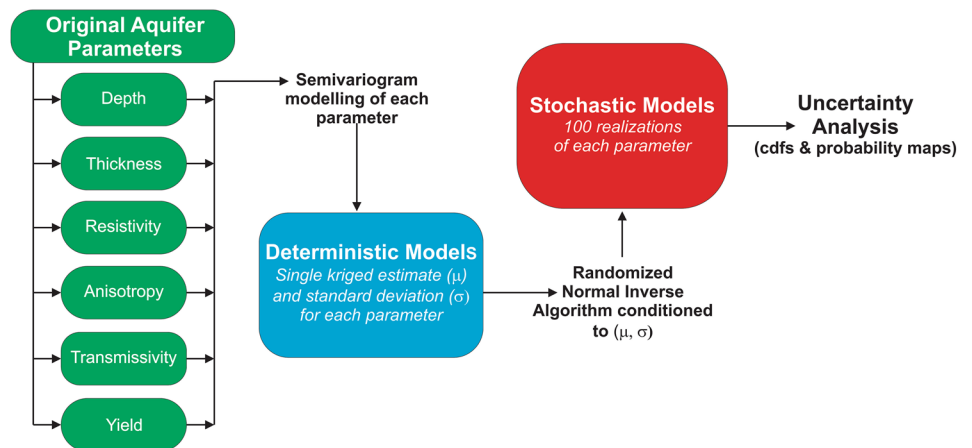 Original Aquifer
Parameters
Depth
Thickness
Resistivity
Anisotropy
Transmissivity
Yield
Semivariogram
modelling of each
parameter
Deterministic Models
Single kriged estimate (μ)
and standard deviation (σ)
for each parameter
Randomized
Normal Inverse
Algorithm conditioned
to (μ, σ)
Stochastic Models
100 realizations
of each parameter
Uncertainty
Analysis
(cdfs & probability maps)